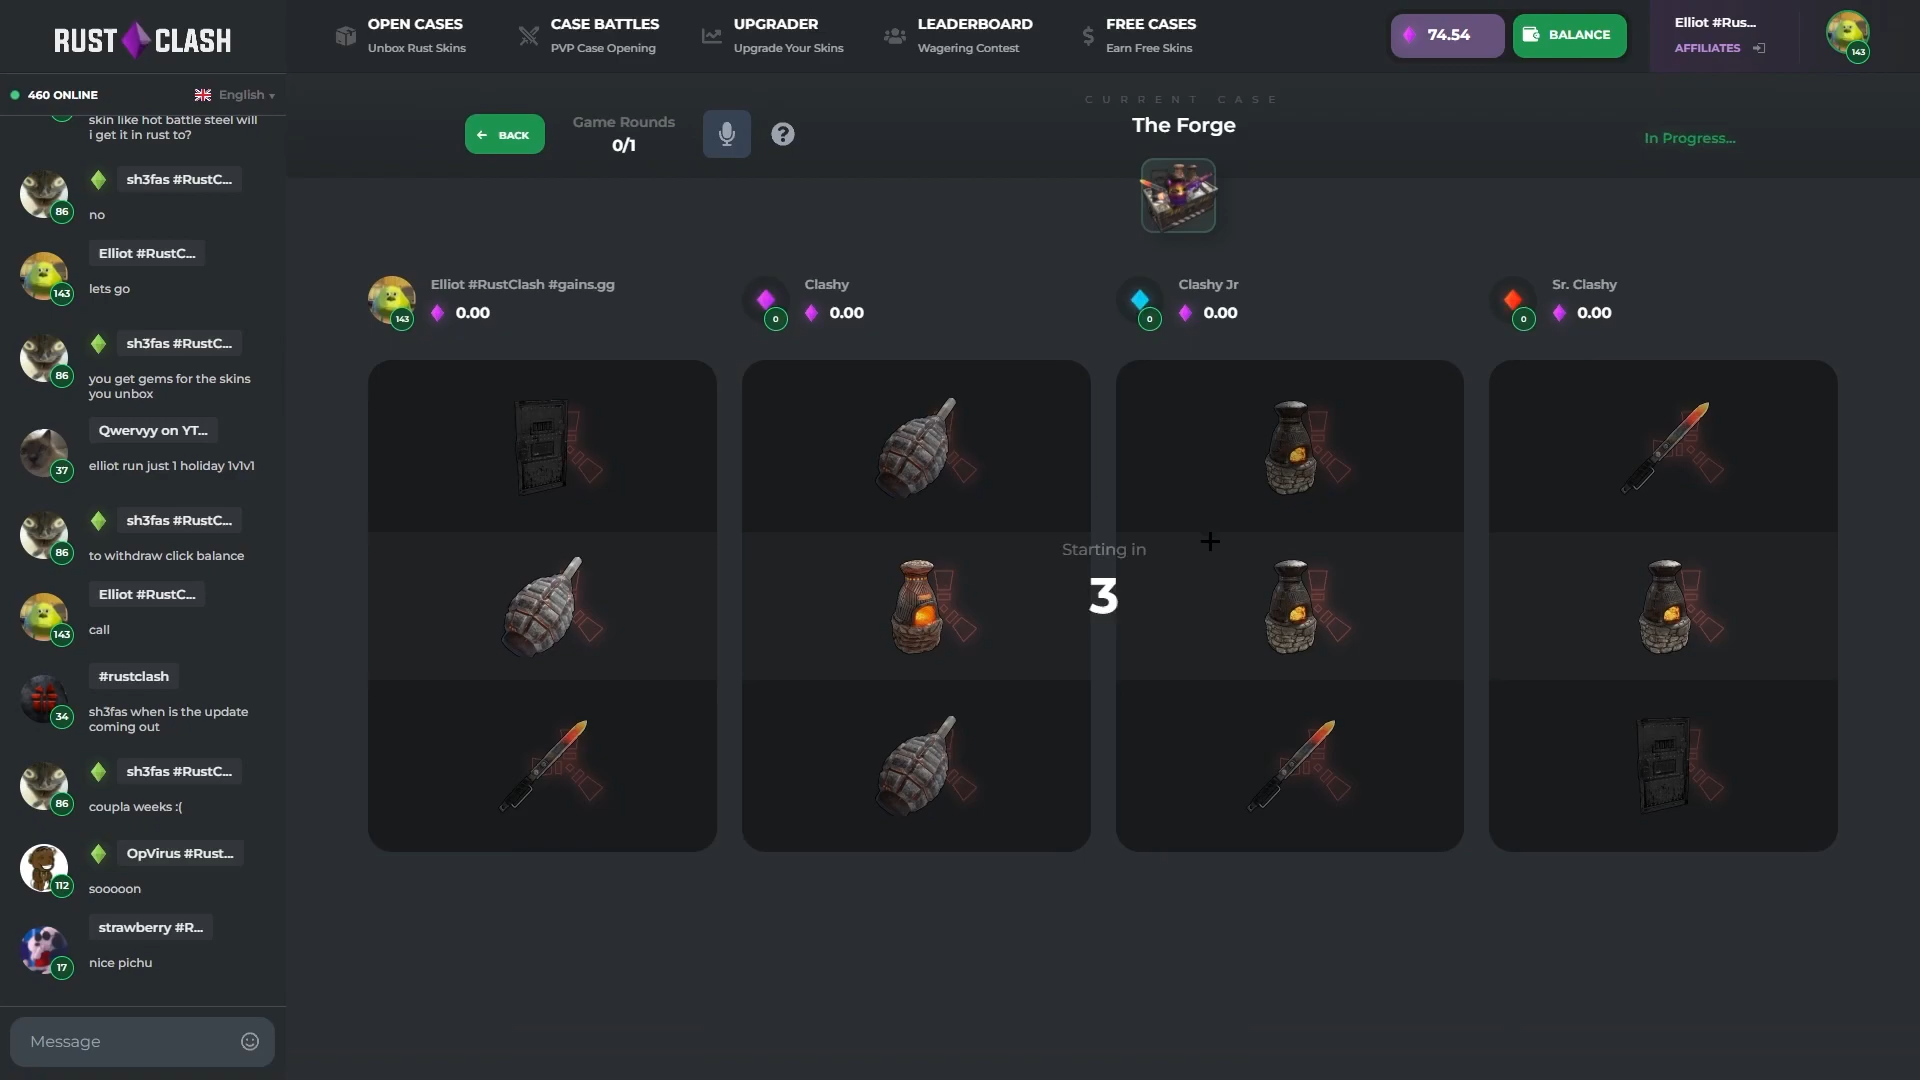 RUST CLASH
OPEN CASES
Unbox Rust Skins
CASE BATTLES
PVP Case Opening
UPGRADER
Upgrade Your Skins
LEADERBOARD
Wagering Contest
FREE CASES
Earn Free Skins
74.54
BALANCE
Elliot #Rus...
AFFILIATES
143
460 ONLINE
English
skin like hot battle steel will
i get it in rust to?
sh3fas #RustC...
86
no
Elliot #RustC...
143
lets go
sh3fas #RustC...
86
you get gems for the skins
you unbox
Qwervyy on YT...
37
elliot run just 1 holiday 1v1v1
sh3fas #RustC...
86
to withdraw click balance
Elliot #RustC...
143
call
#rustclash
34
sh3fas when is the update
coming out
sh3fas #RustC...
86
coupla weeks :(
OpVirus #Rust...
112
sooooon
strawberry #R...
17
nice pichu
Message
BACK
Game Rounds
0/1
?
CURRENT CASE
The Forge
In Progress...
Elliot #RustClash #gains.gg
143
0.00
Clashy
0
0.00
Clashy Jr
0
0.00
Sr. Clashy
0
0.00
Starting in
3